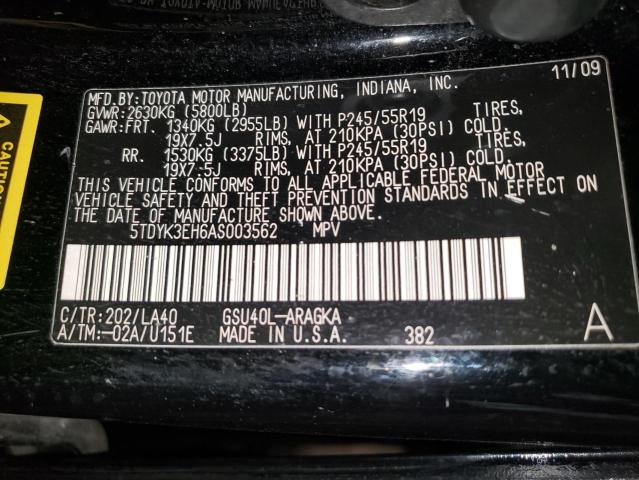 CAUTION
MFD.BY:TOYOTA MOTOR MANUFACTURING, INDIANA, INC. 11/09
GVWR:2630KG (5800LB)
GAWR:FRT. 1340KG (2955LB) WITH P245/55R19 TIRES,
19X7.5J RIMS, AT 210KPA (30PSI) COLD.
RR. 1530KG (3375LB) WITH P245/55R19 TIRES,
19X7.5J RIMS, AT 210KPA (30PSI) COLD.
THIS VEHICLE CONFORMS TO ALL APPLICABLE FEDERAL MOTOR
VEHICLE SAFETY AND THEFT PREVENTION STANDARDS IN EFFECT ON
THE DATE OF MANUFACTURE SHOWN ABOVE.
5TDYK3EH6AS003562 MPV
C/TR:202/LA40 GSU40L-ARAGKA
A/TM:-02A/U151E MADE IN U.S.A. 382 A